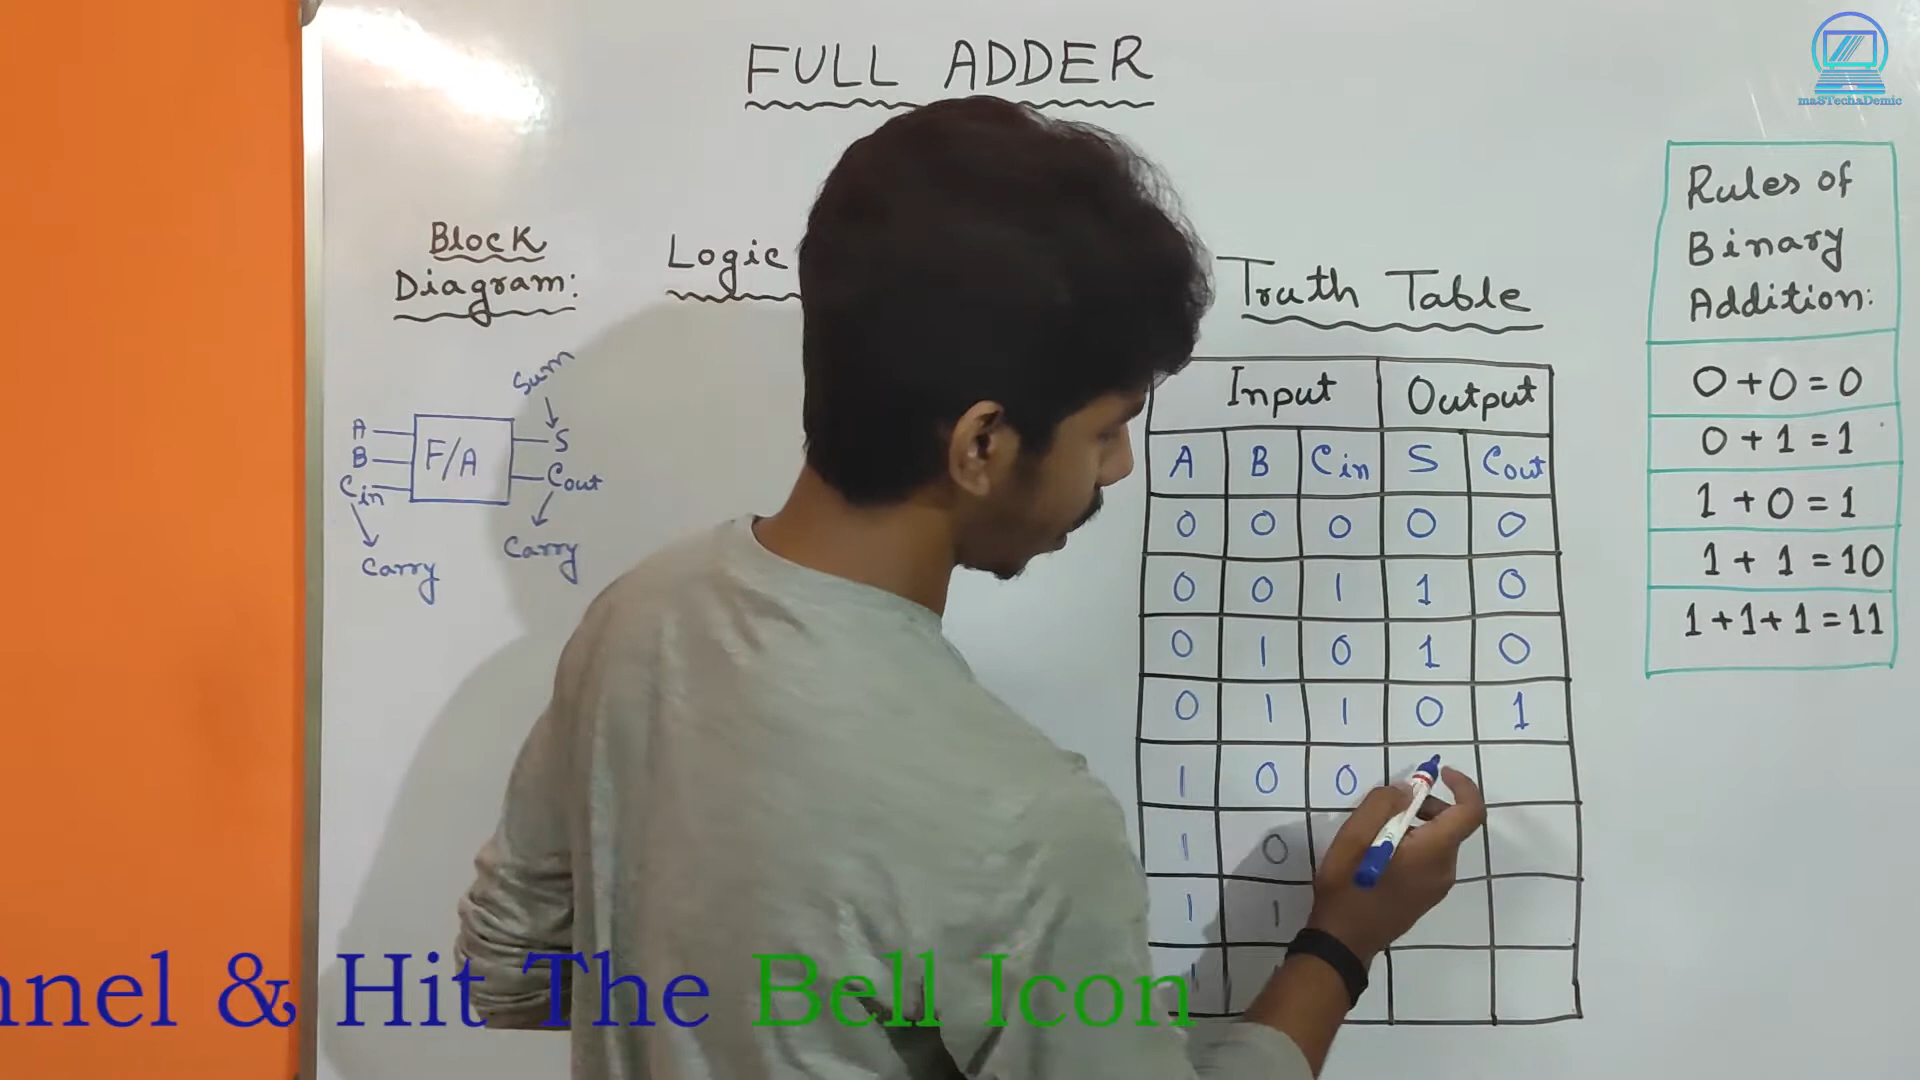 FULL ADDER
maSTechaDemic
Block
Diagram:
Sum
A
B
Cin
F/A
S
Cout
Carry
Carry
Logic
Truth Table
Input Output
A B Cin S Cout
0 0 0 0 0
0 0 1 1 0
0 1 0 1 0
0 1 1 0 1
1 0 0
1 0
1 1
1
Rules of
Binary
Addition:
0+0=0
0+1=1
1+0=1
1+1=10
1+1+1=11
nnel & Hit The Bell Icon